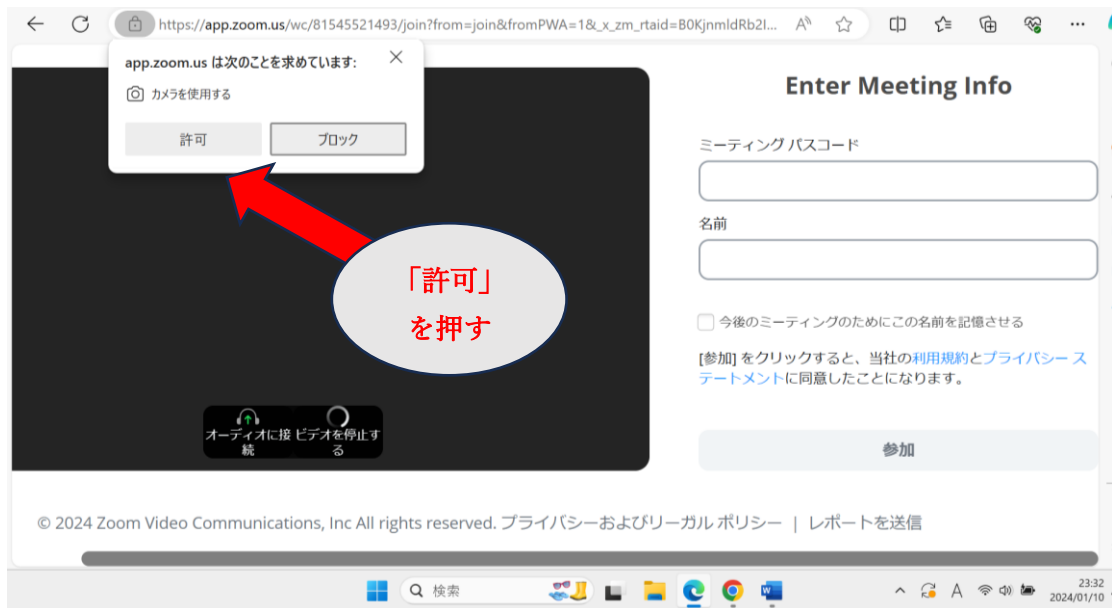 https://app.zoom.us/wc/81545521493/join?from=join&fromPWA=1&_x_zm_rtaid=B0KjnmldRb2I...
app.zoom.us は次のことを求めています:
カメラを使用する
許可
ブロック
「許可」
を押す
オーディオに接
続
ビデオを停止す
る
Enter Meeting Info
ミーティング パスコード
名前
今後のミーティングのためにこの名前を記憶させる
[参加] をクリックすると、当社の利用規約とプライバシー ス
テートメントに同意したことになります。
参加
© 2024 Zoom Video Communications, Inc All rights reserved. プライバシーおよびリーガル ポリシー | レポートを送信
検索
A
23:32
2024/01/10